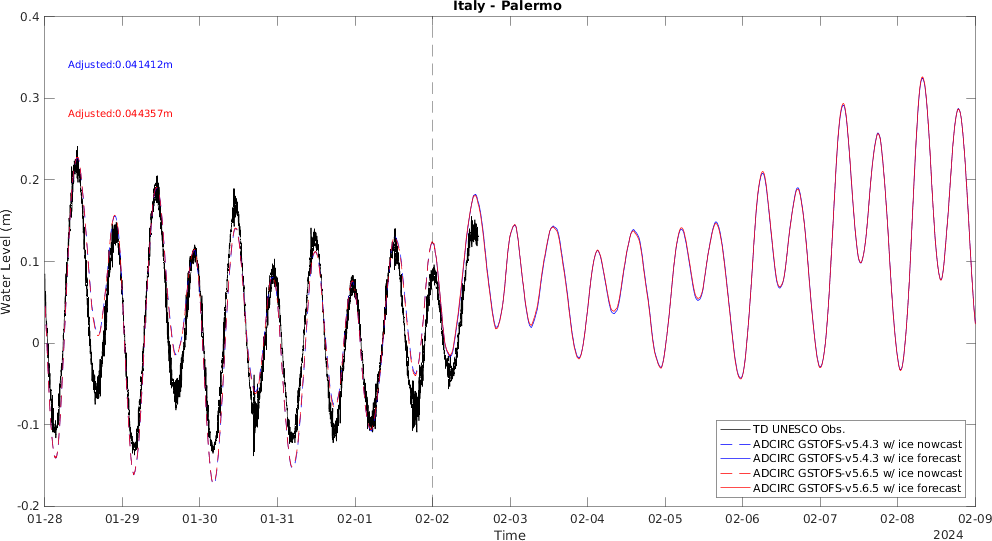 Italy - Palermo
Water Level (m)
0.4
0.3
0.2
0.1
0
-0.1
-0.2
Adjusted:0.041412m
Adjusted:0.044357m
TD UNESCO Obs.
ADCIRC GSTOFS-v5.4.3 w/ ice nowcast
ADCIRC GSTOFS-v5.4.3 w/ ice forecast
ADCIRC GSTOFS-v5.6.5 w/ ice nowcast
ADCIRC GSTOFS-v5.6.5 w/ ice forecast
01-28 01-29 01-30 01-31 02-01 02-02 02-03 02-04 02-05 02-06 02-07 02-08 02-09
Time
2024